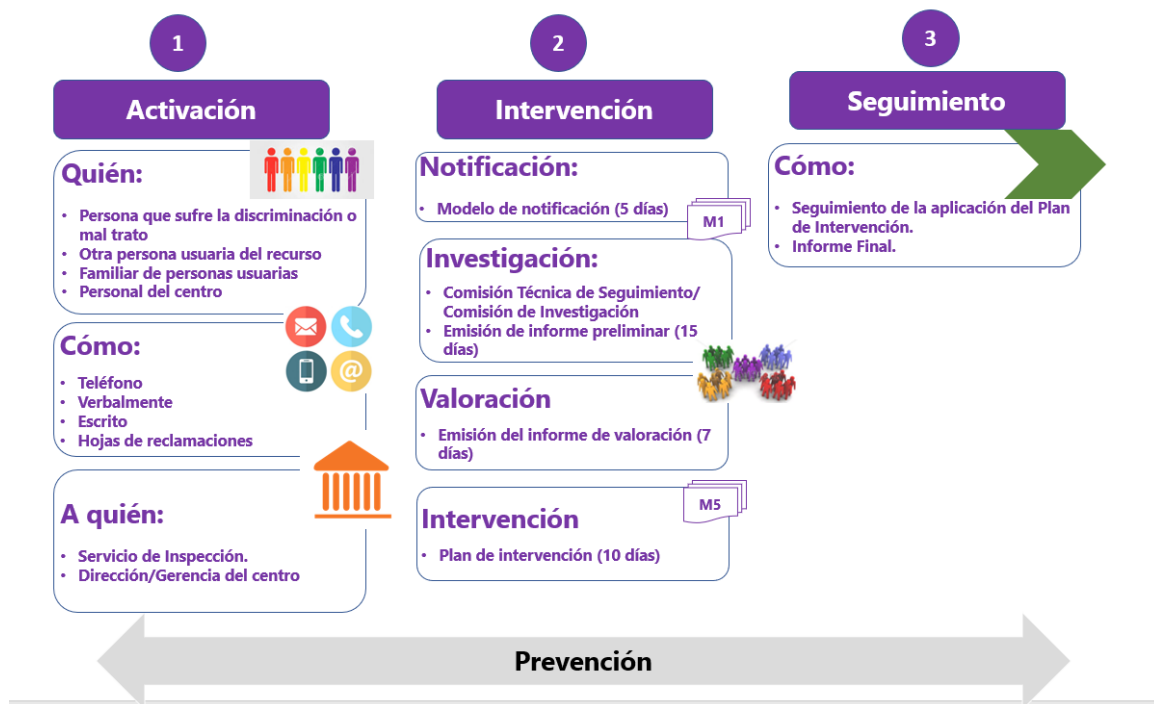 1
Activación
Quién:
• Persona que sufre la discriminación o
mal trato
• Otra persona usuaria del recurso
• Familiar de personas usuarias
• Personal del centro
Cómo:
• Teléfono
• Verbalmente
• Escrito
• Hojas de reclamaciones
A quién:
• Servicio de Inspección.
• Dirección/Gerencia del centro
2
Intervención
Notificación:
• Modelo de notificación (5 días)
M1
Investigación:
• Comisión Técnica de Seguimiento/
Comisión de Investigación
• Emisión de informe preliminar (15
días)
Valoración
• Emisión del informe de valoración (7
días)
M5
Intervención
• Plan de intervención (10 días)
3
Seguimiento
Cómo:
• Seguimiento de la aplicación del Plan
de Intervención.
• Informe Final.
Prevención